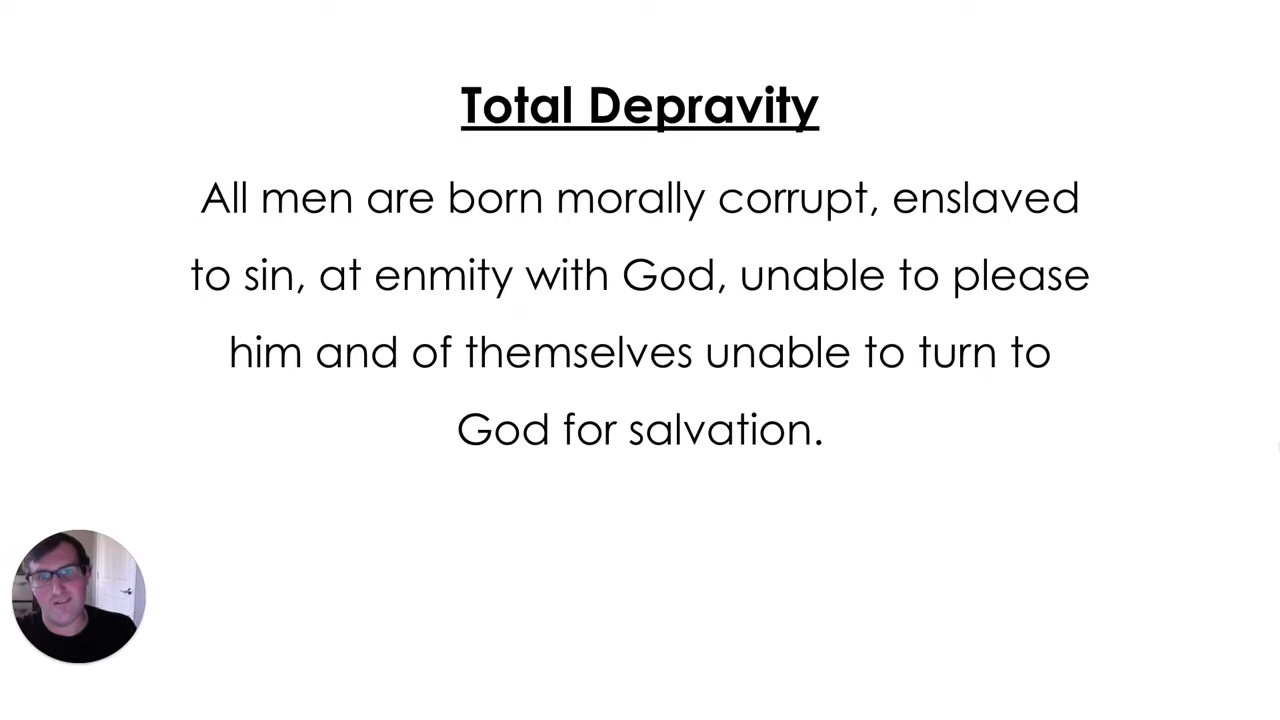 Total Depravity
All men are born morally corrupt, enslaved
to sin, at enmity with God, unable to please
him and of themselves unable to turn to
God for salvation.